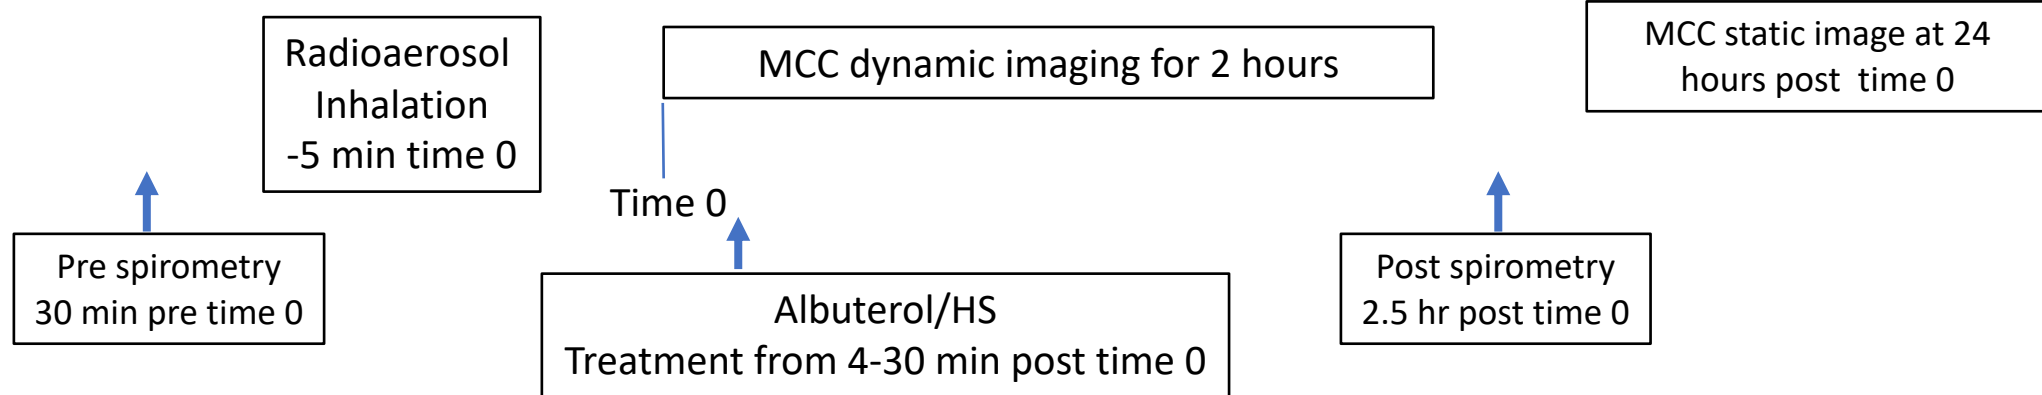 Radioaerosol
Inhalation
-5 min time 0
MCC dynamic imaging for 2 hours
MCC static image at 24
hours post time 0
Time 0
Pre spirometry
30 min pre time 0
Albuterol/HS
Treatment from 4-30 min post time 0
Post spirometry
2.5 hr post time 0